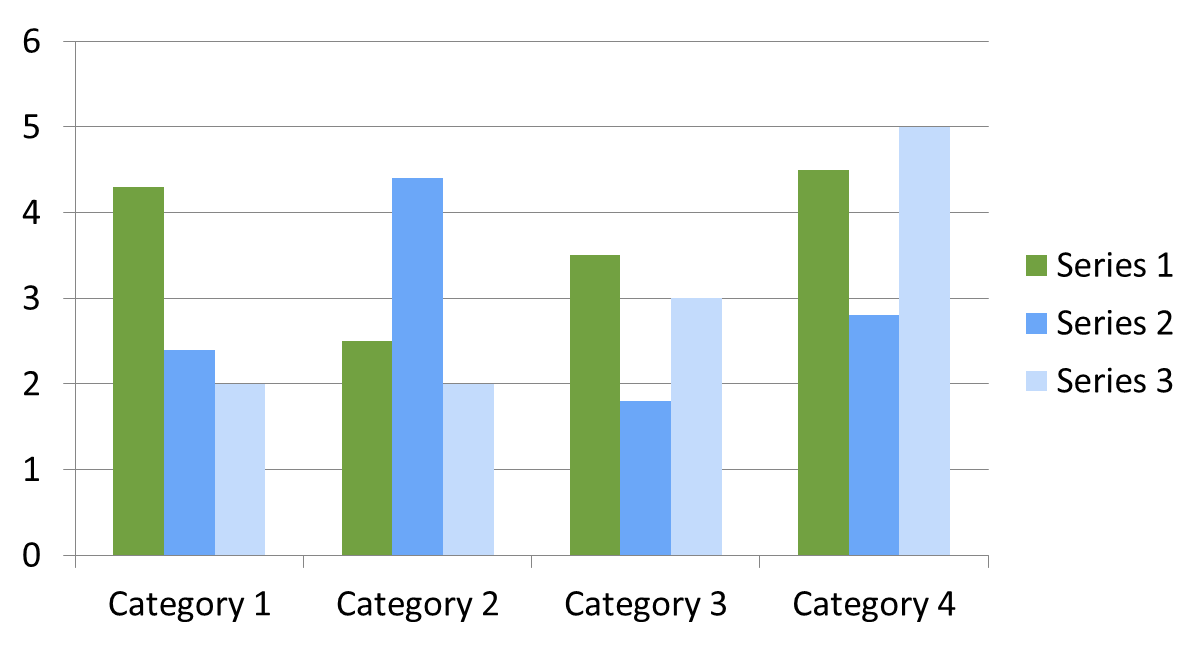 6
5
4
3
2
1
0
Category 1
Category 2
Category 3
Category 4
Series 1
Series 2
Series 3